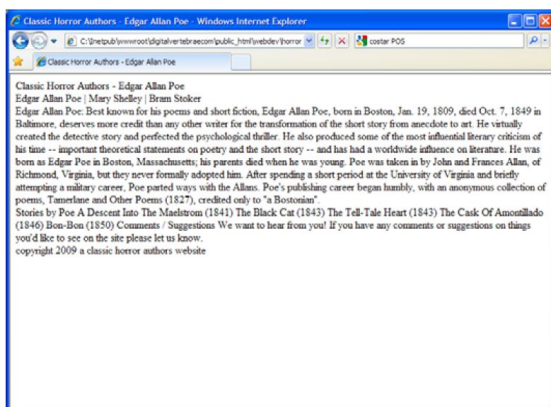 Classic Horror Authors - Edgar Allan Poe - Windows Internet Explorer
C:\Inetpub\wwwroot\digitalvertebraecon\public_html\webdev\horror
costar POS
Classic Horror Authors - Edgar Allan Poe
Classic Horror Authors - Edgar Allan Poe
Edgar Allan Poe | Mary Shelley | Bram Stoker
Edgar Allan Poe: Best known for his poems and short fiction, Edgar Allan Poe, born in Boston, Jan. 19, 1809, died Oct. 7, 1849 in
Baltimore, deserves more credit than any other writer for the transformation of the short story from anecdote to art. He virtually
created the detective story and perfected the psychological thriller. He also produced some of the most influential literary criticism of
his time -- important theoretical statements on poetry and the short story -- and has had a worldwide influence on literature. He was
born as Edgar Poe in Boston, Massachusetts; his parents died when he was young. Poe was taken in by John and Frances Allan, of
Richmond, Virginia, but they never formally adopted him. After spending a short period at the University of Virginia and briefly
attempting a military career, Poe parted ways with the Allans. Poe's publishing career began humbly, with an anonymous collection of
poems, Tamerlane and Other Poems (1827), credited only to "a Bostonian".
Stories by Poe A Descent Into The Maelstrom (1841) The Black Cat (1843) The Tell-Tale Heart (1843) The Cask Of Amontillado
(1846) Bon-Bon (1850) Comments / Suggestions We want to hear from you! If you have any comments or suggestions on things
you'd like to see on the site please let us know.
copyright 2009 a classic horror authors website